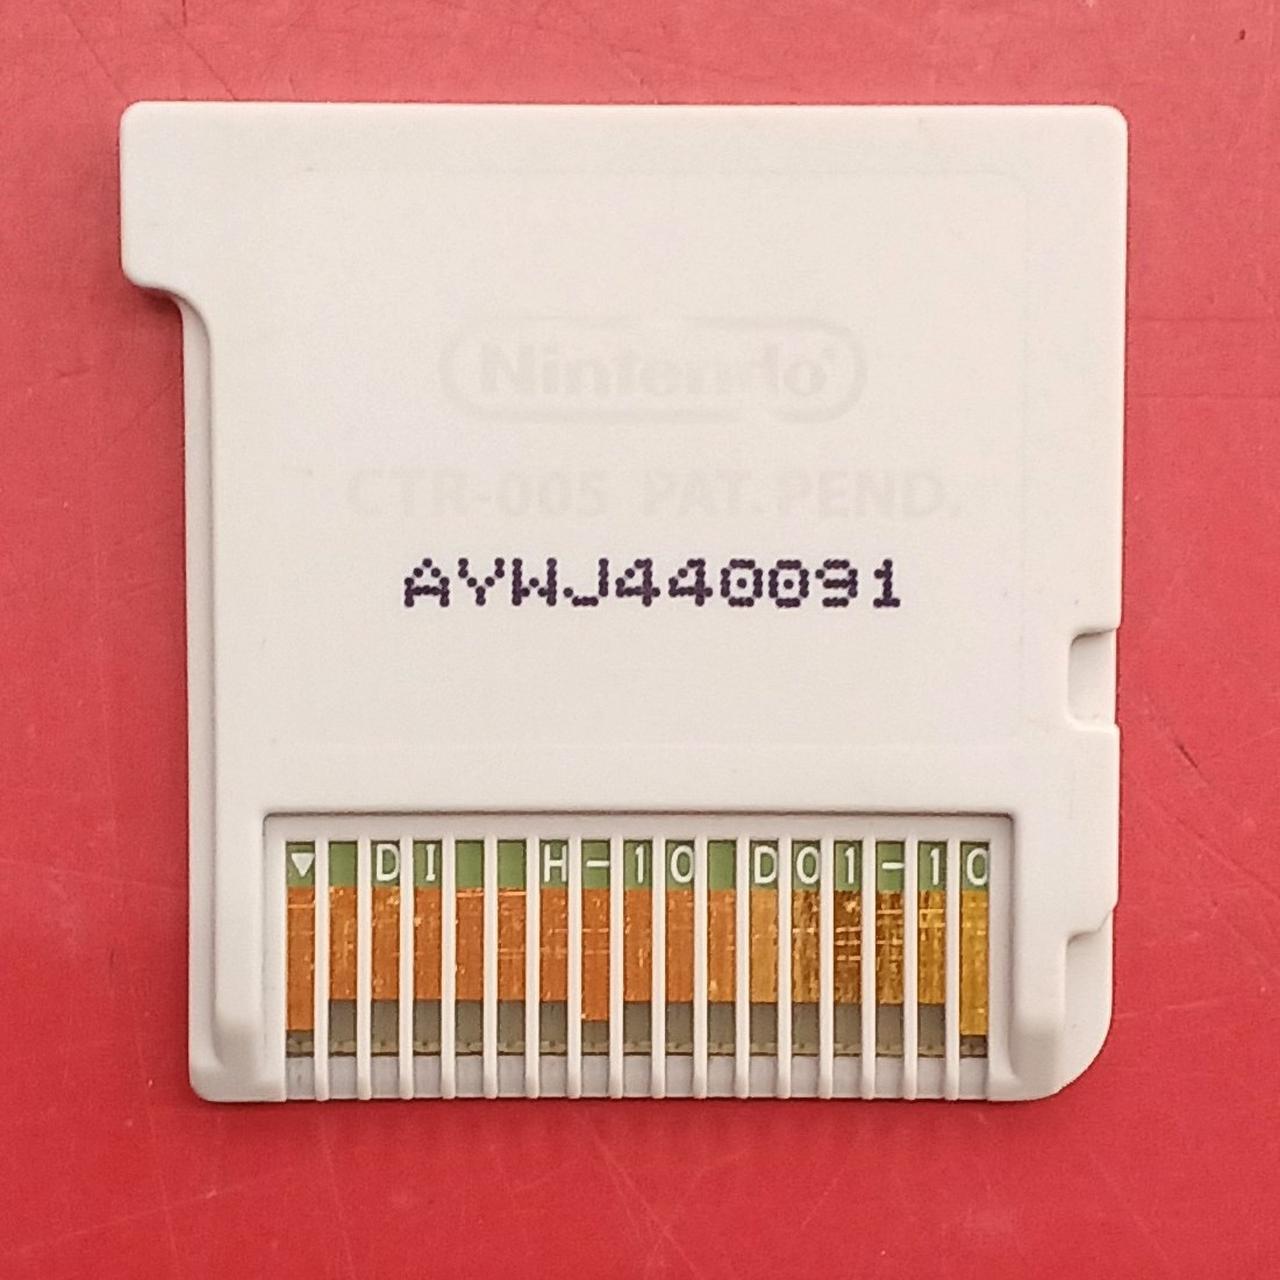 Nintendo
CTR-005 PAT.PEND.
AYWJ440091
▼ DI H-10 D01-10